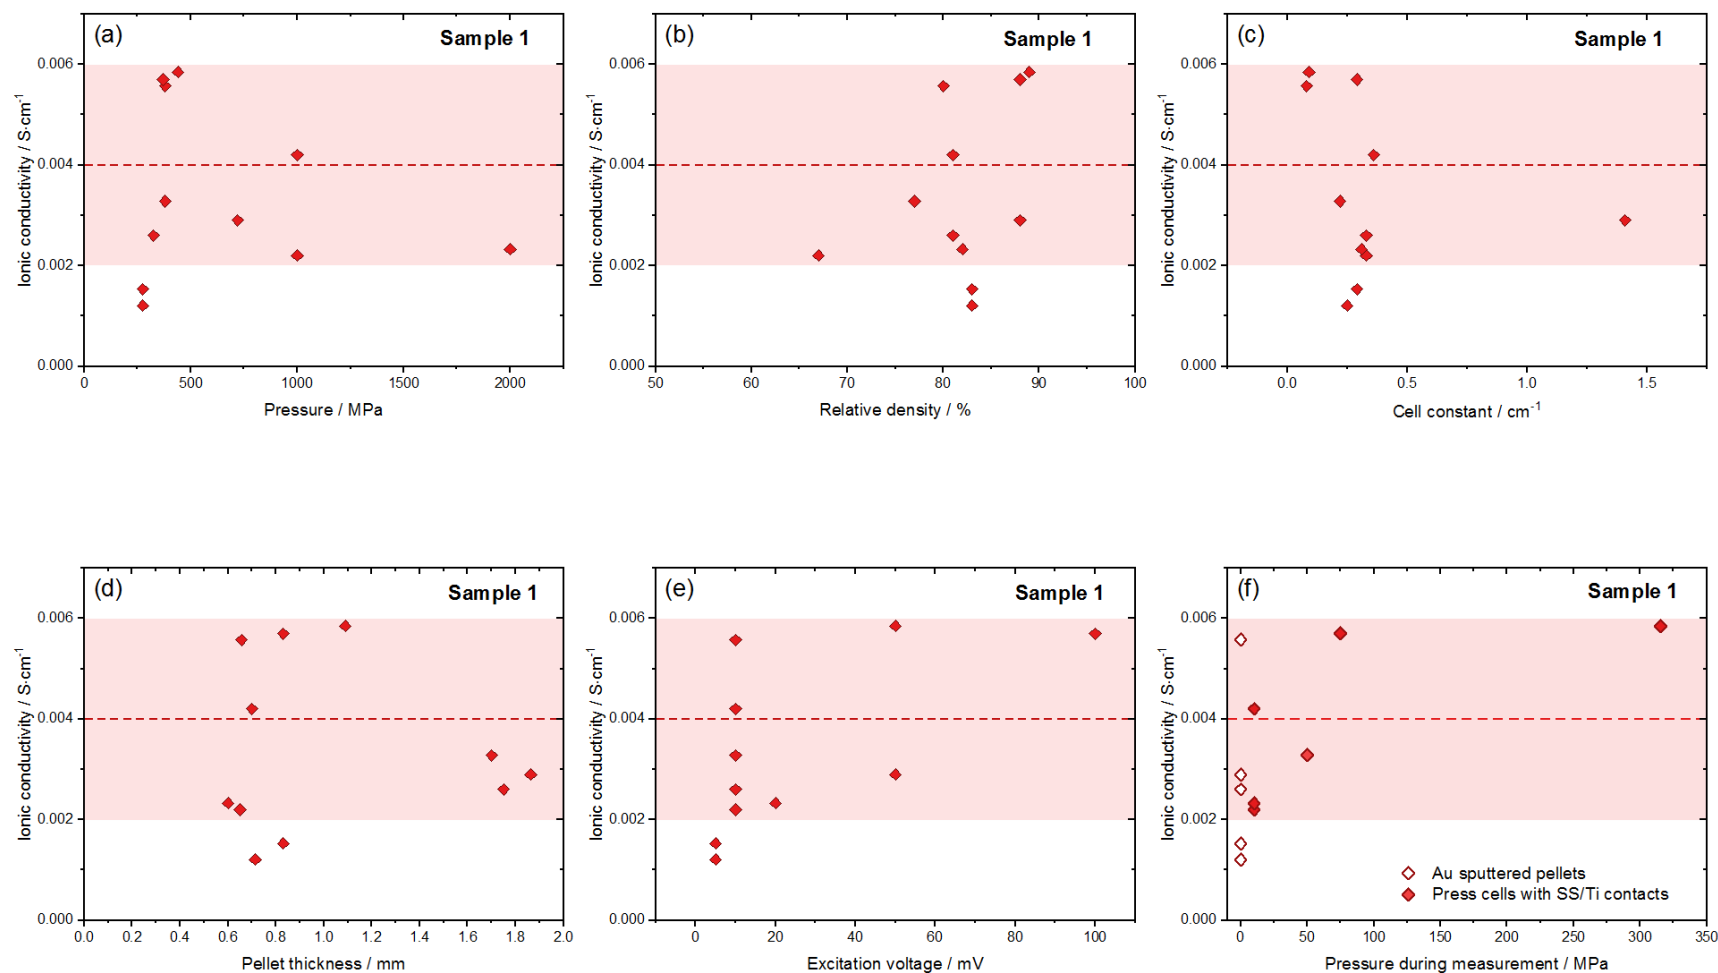 (a)
Sample 1
Ionic conductivity / S·cm⁻¹
0.006
0.004
0.002
0.000
0
500
1000
1500
2000
Pressure / MPa
(b)
Sample 1
Ionic conductivity / S·cm⁻¹
0.006
0.004
0.002
0.000
50
60
70
80
90
100
Relative density / %
(c)
Sample 1
Ionic conductivity / S·cm⁻¹
0.006
0.004
0.002
0.000
0.0
0.5
1.0
1.5
Cell constant / cm⁻¹
(d)
Sample 1
Ionic conductivity / S·cm⁻¹
0.006
0.004
0.002
0.000
0.0
0.2
0.4
0.6
0.8
1.0
1.2
1.4
1.6
1.8
2.0
Pellet thickness / mm
(e)
Sample 1
Ionic conductivity / S·cm⁻¹
0.006
0.004
0.002
0.000
0
20
40
60
80
100
Excitation voltage / mV
(f)
Sample 1
Ionic conductivity / S·cm⁻¹
0.006
0.004
0.002
0.000
Au sputtered pellets
Press cells with SS/Ti contacts
0
50
100
150
200
250
300
350
Pressure during measurement / MPa